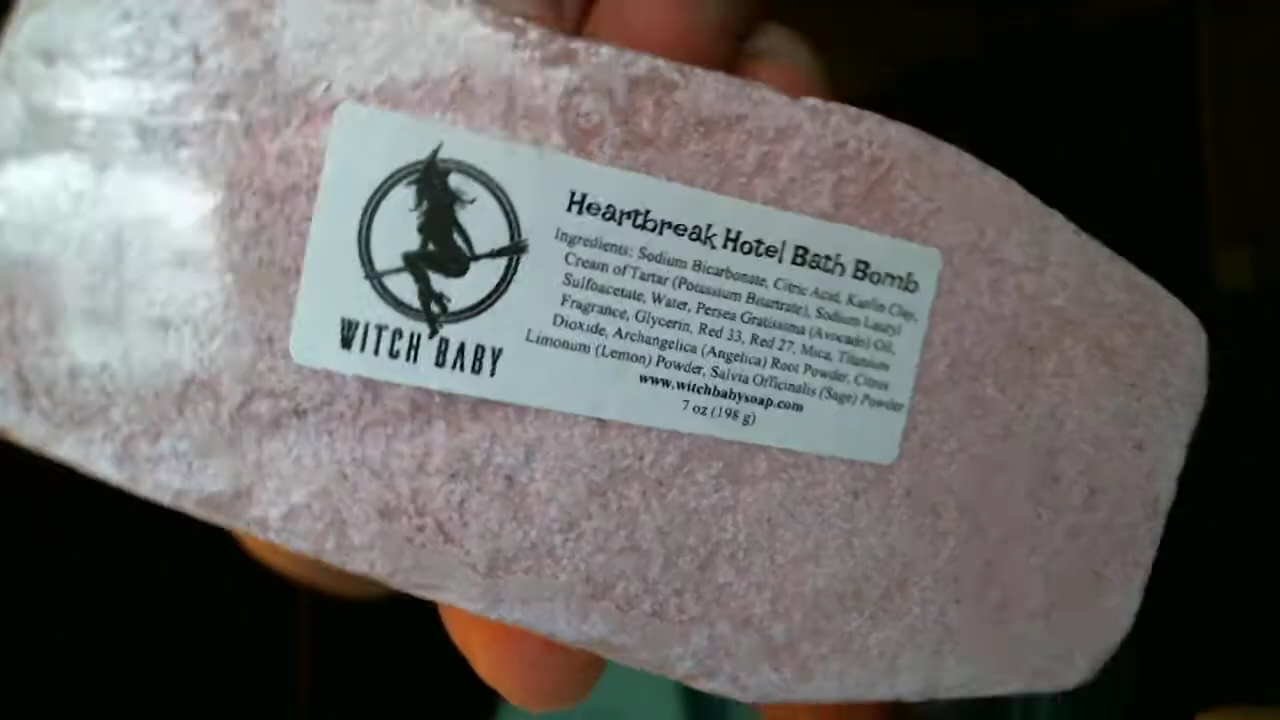 WITCH BABY
Heartbreak Hotel Bath Bomb
Ingredients: Sodium Bicarbonate, Citric Acid, Kaolin Clay,
Cream of Tartar (Potassium Bitartrate), Sodium Lauryl
Sulfoacetate, Water, Persea Gratissima (Avocado) Oil,
Fragrance, Glycerin, Red 33, Red 27, Mica, Titanium
Dioxide, Archangelica (Angelica) Root Powder, Citrus
Limonum (Lemon) Powder, Salvia Officinalis (Sage) Powder
www.witchbabysoap.com
7 oz (198 g)